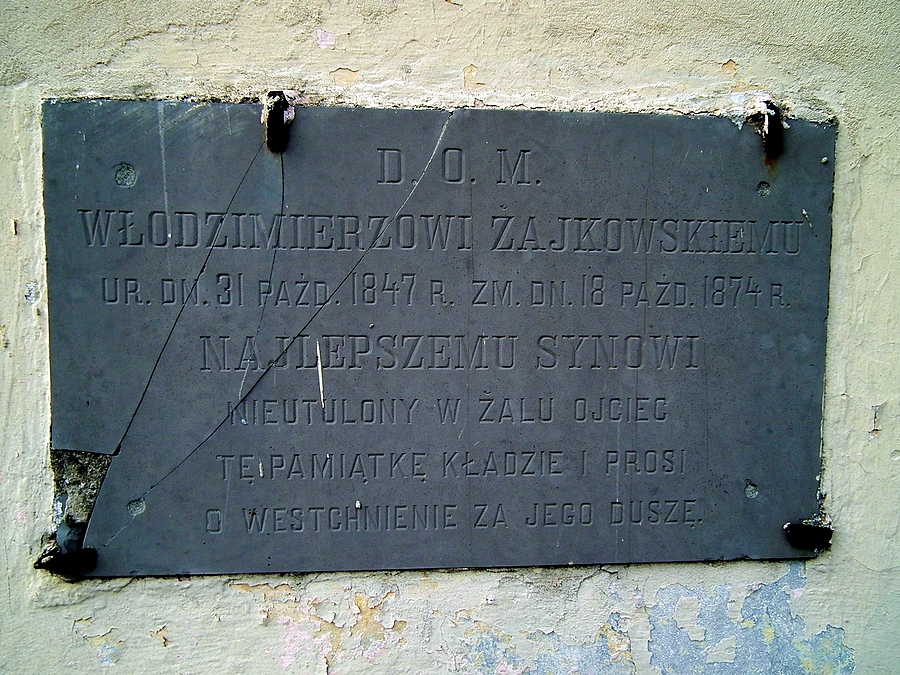 D. O. M.
WŁODZIMIERZOWI ZAJKOWSKIEMU
UR. DN. 31 PAŹD. 1847 R. ZM. DN. 18 PAŹD. 1874 R.
NAJLEPSZEMU SYNOWI
NIEUTULONY W ŻALU OJCIEC
TĘ PAMIĄTKĘ KŁADZIE I PROSI
O WESTCHNIENIE ZA JEGO DUSZĘ.